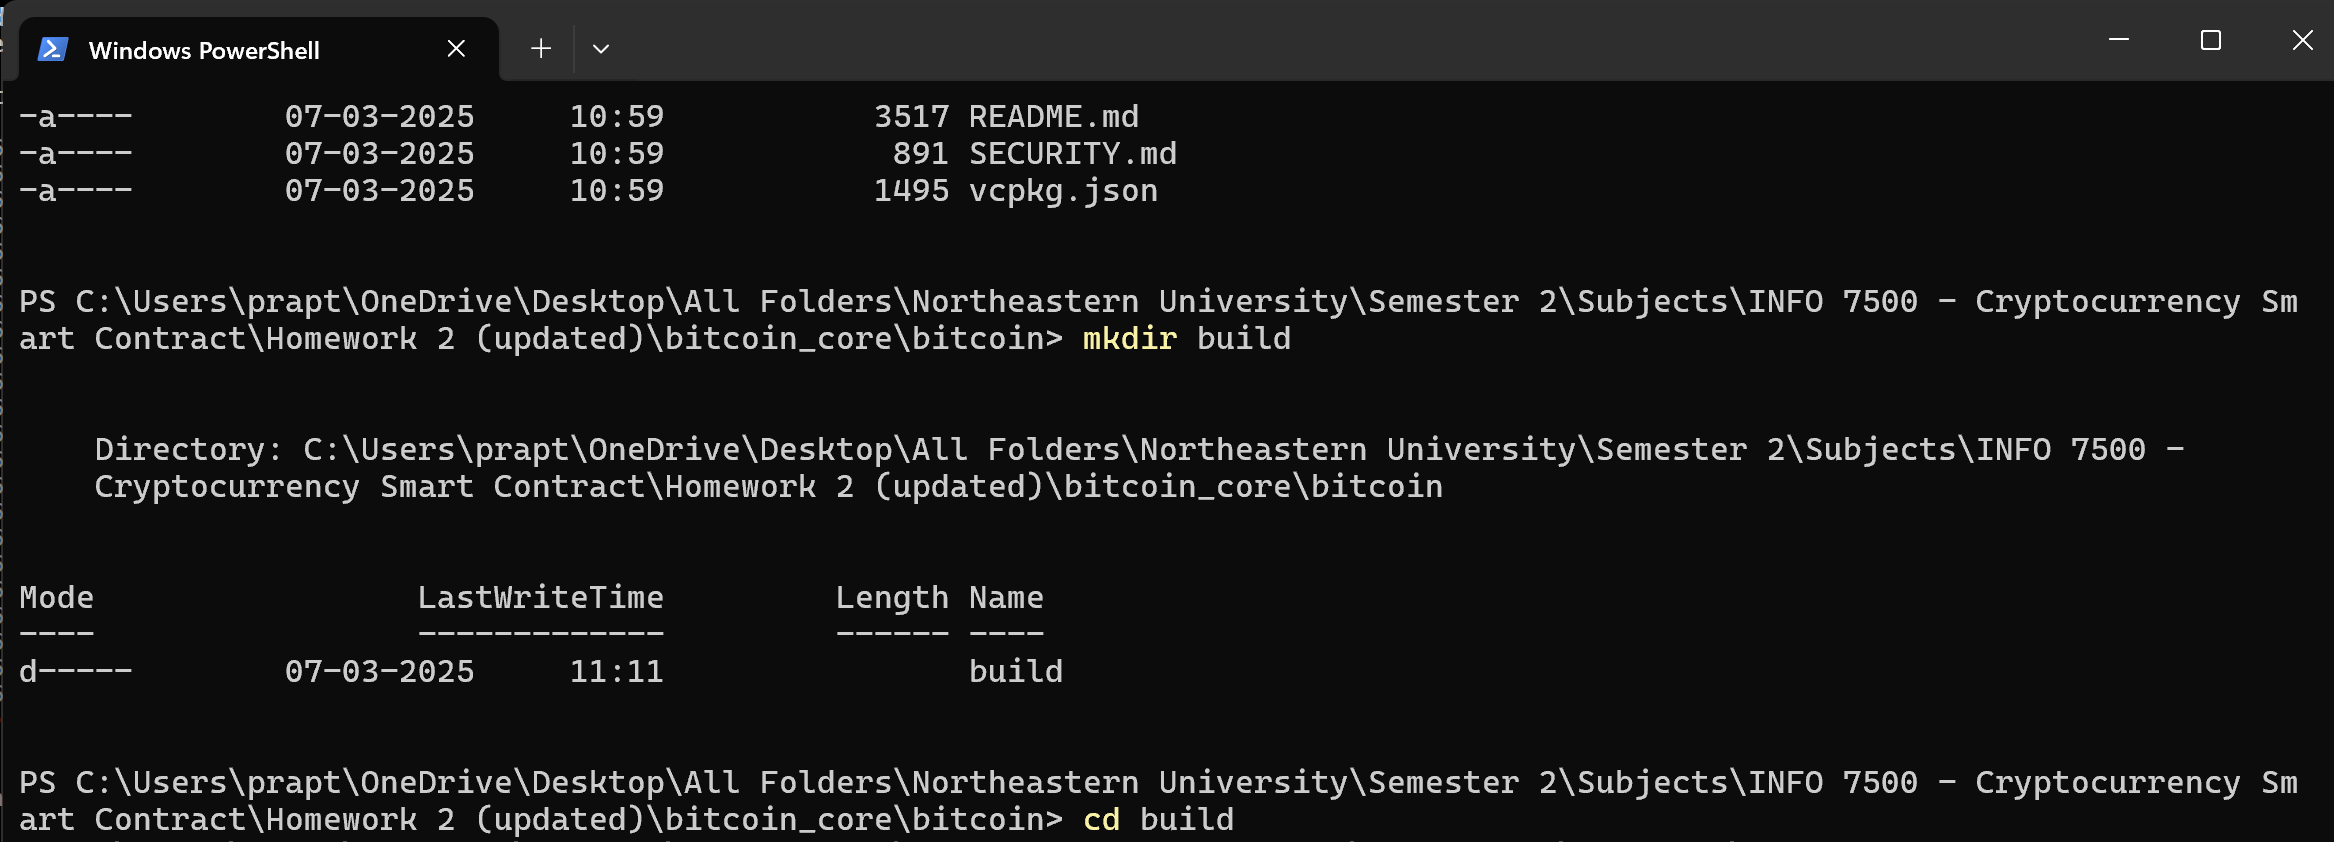 Windows PowerShell
-a----        07-03-2025     10:59           3517 README.md
-a----        07-03-2025     10:59            891 SECURITY.md
-a----        07-03-2025     10:59           1495 vcpkg.json
PS C:\Users\prapt\OneDrive\Desktop\All Folders\Northeastern University\Semester 2\Subjects\INFO 7500 - Cryptocurrency Sm
art Contract\Homework 2 (updated)\bitcoin_core\bitcoin> mkdir build
    Directory: C:\Users\prapt\OneDrive\Desktop\All Folders\Northeastern University\Semester 2\Subjects\INFO 7500 -
    Cryptocurrency Smart Contract\Homework 2 (updated)\bitcoin_core\bitcoin
Mode                 LastWriteTime         Length Name
----                 -------------         ------ ----
d-----        07-03-2025     11:11                build
PS C:\Users\prapt\OneDrive\Desktop\All Folders\Northeastern University\Semester 2\Subjects\INFO 7500 - Cryptocurrency Sm
art Contract\Homework 2 (updated)\bitcoin_core\bitcoin> cd build